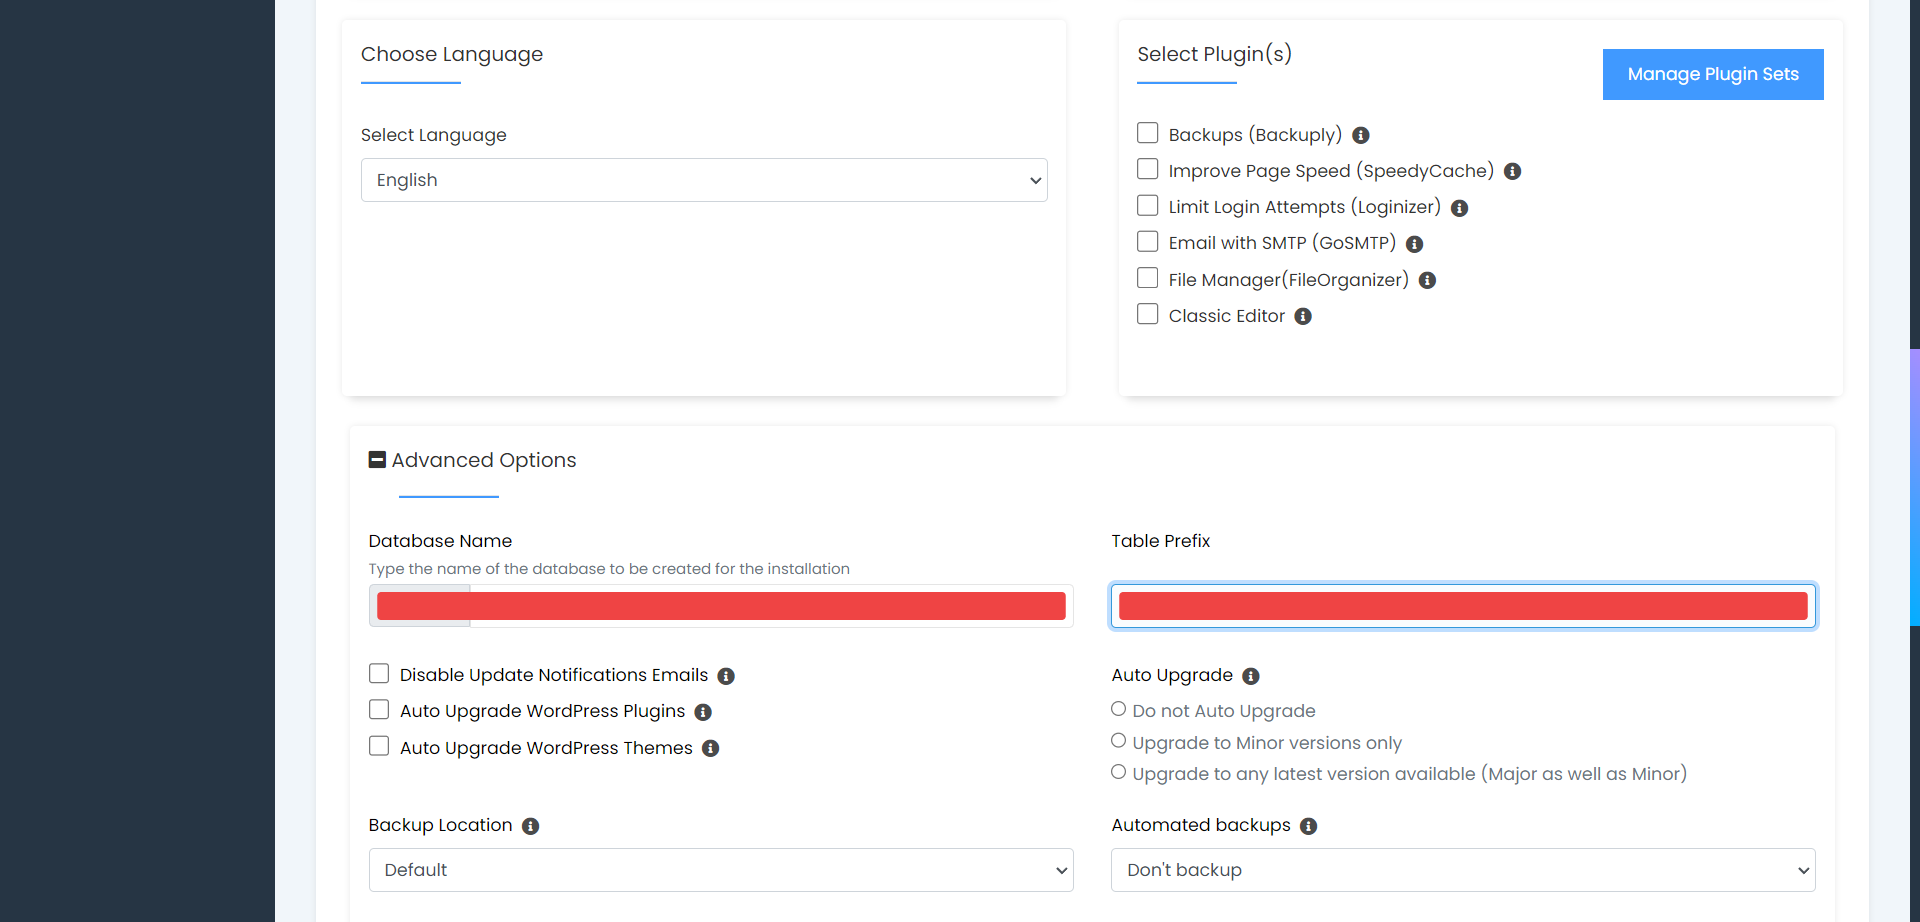 Choose Language
Select Language
English
Select Plugin(s)
Manage Plugin Sets
Backups (Backuply)
Improve Page Speed (SpeedyCache)
Limit Login Attempts (Loginizer)
Email with SMTP (GoSMTP)
File Manager(FileOrganizer)
Classic Editor
Advanced Options
Database Name
Type the name of the database to be created for the installation
Table Prefix
Disable Update Notifications Emails
Auto Upgrade WordPress Plugins
Auto Upgrade WordPress Themes
Auto Upgrade
Do not Auto Upgrade
Upgrade to Minor versions only
Upgrade to any latest version available (Major as well as Minor)
Backup Location
Default
Automated backups
Don't backup